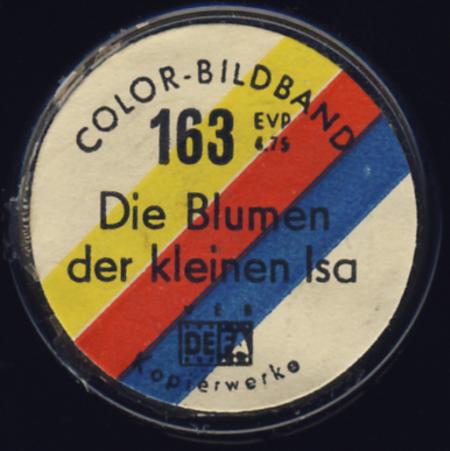 COLOR-BILDBAND
163 EVP
4.75
Die Blumen
der kleinen Isa
VEB
DEFA
Kopierwerke